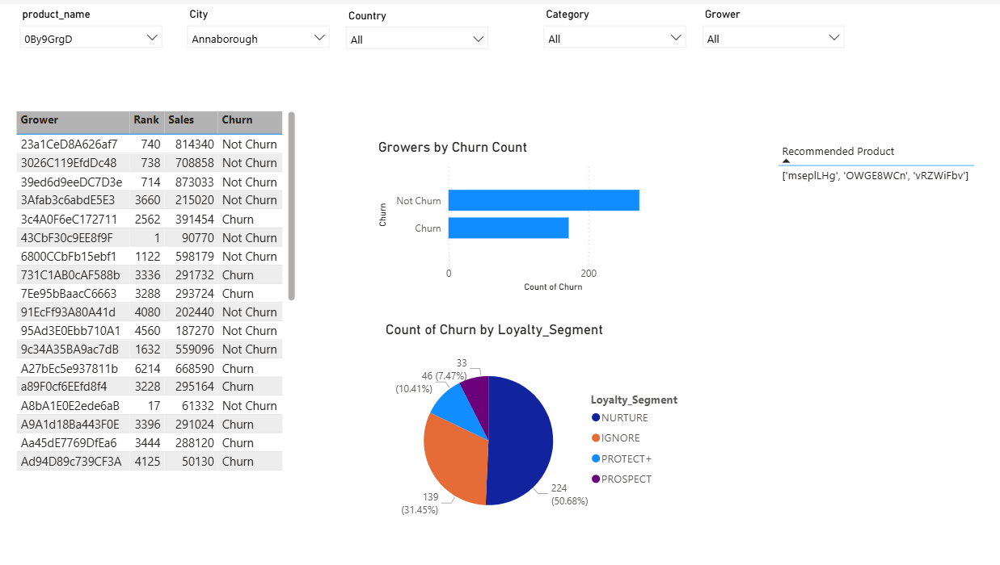 product_name
0By9GrgD
City
Annaborough
Country
All
Category
All
Grower
All
Grower Rank Sales Churn
23a1CeD8A626af7 740 814340 Not Churn
3026C119EfdDc48 738 708858 Not Churn
39ed6d9eeDC7D3e 714 873033 Not Churn
3Afab3c6abdE5E3 3660 215020 Not Churn
3c4A0F6eC172711 2562 391454 Churn
43CbF30c9EE8f9F 1 90770 Not Churn
6800CCbFb15ebf1 1122 598179 Not Churn
731C1AB0cAF588b 3336 291732 Churn
7Ee95bBaacC6663 3288 293724 Churn
91EcFf93A80A41d 4080 202440 Not Churn
95Ad3E0Ebb710A1 4560 187270 Not Churn
9c34A35BA9ac7dB 1632 559096 Not Churn
A27bEc5e937811b 6214 668590 Churn
a89F0cf6EEfd8f4 3228 295164 Churn
A8bA1E0E2ede6aB 17 61332 Not Churn
A9A1d18Ba443F0E 3396 291024 Churn
Aa45dE7769DfEa6 3444 288120 Churn
Ad94D89c739CF3A 4125 50130 Churn
Growers by Churn Count
Churn
Not Churn
Churn
0 200
Count of Churn
Recommended Product
['mseplLHg', 'OWGE8WCn', 'vRZWiFbv']
Count of Churn by Loyalty_Segment
33
(7.47%)
46
(10.41%)
139
(31.45%)
224
(50.68%)
Loyalty_Segment
NURTURE
IGNORE
PROTECT+
PROSPECT